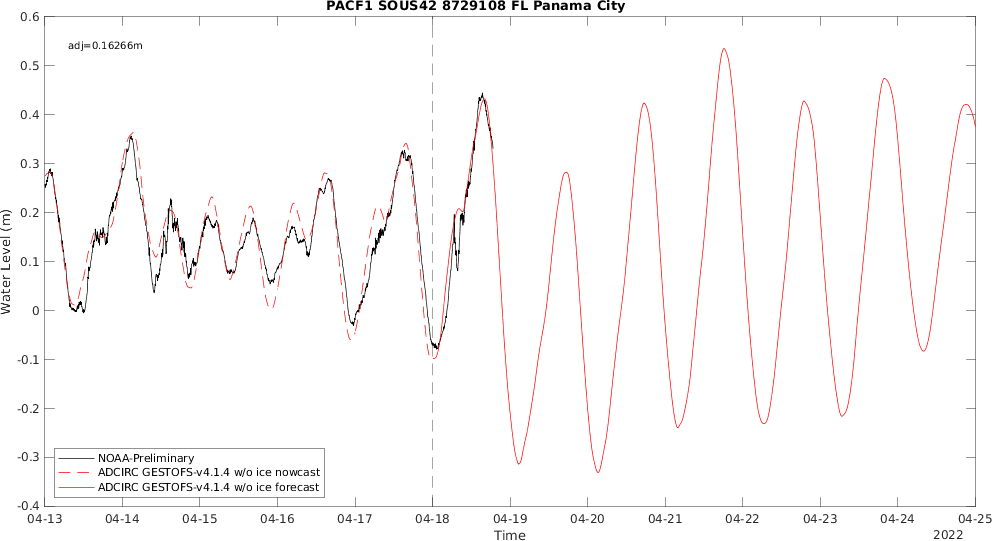 PACF1 SOUS42 8729108 FL Panama City
adj=0.16266m
0.6
0.5
0.4
0.3
0.2
0.1
0
-0.1
-0.2
-0.3
-0.4
Water Level (m)
NOAA-Preliminary
ADCIRC GESTOFS-v4.1.4 w/o ice nowcast
ADCIRC GESTOFS-v4.1.4 w/o ice forecast
04-13 04-14 04-15 04-16 04-17 04-18 04-19 04-20 04-21 04-22 04-23 04-24 04-25
Time
2022